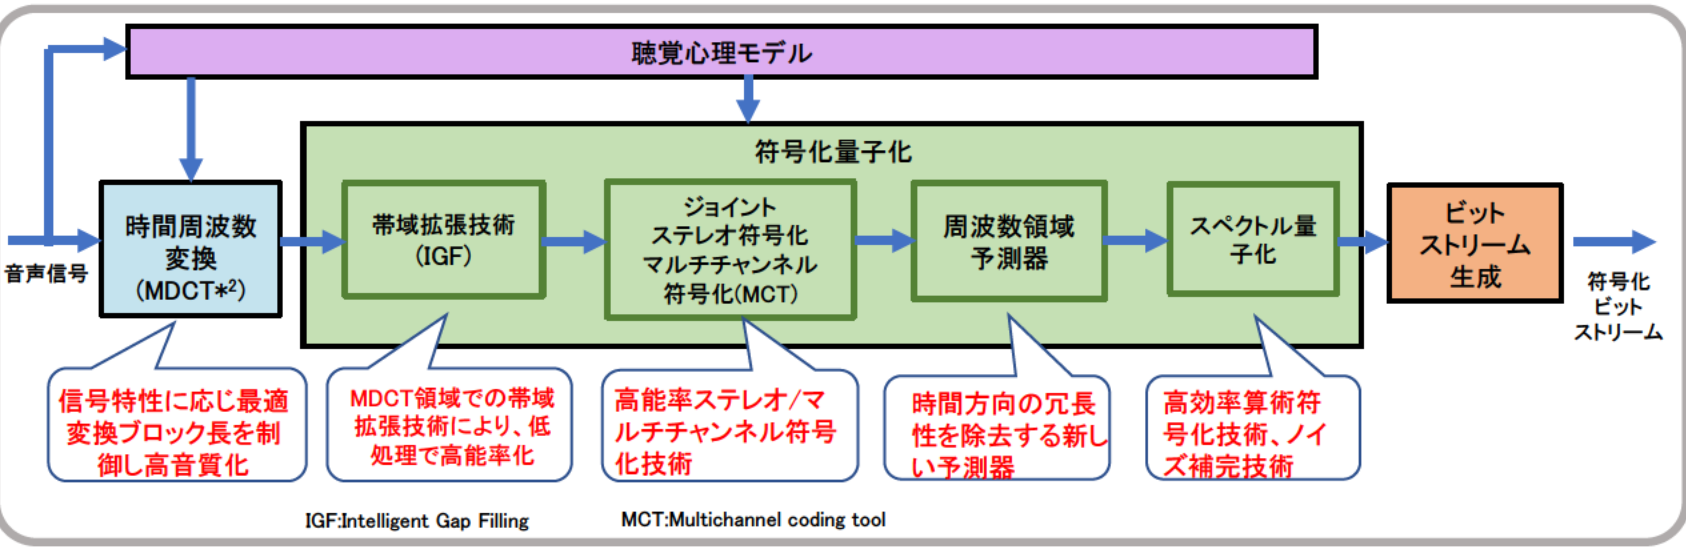 聴覚心理モデル
符号化量子化
音声信号
時間周波数
変換
(MDCT*2)
帯域拡張技術
(IGF)
ジョイント
ステレオ符号化
マルチチャンネル
符号化(MCT)
周波数領域
予測器
スペクトル量
子化
ビット
ストリーム
生成
符号化
ビット
ストリーム
信号特性に応じ最適
変換ブロック長を制
御し高音質化
MDCT領域での帯域
拡張技術により、低
処理で高能率化
高能率ステレオ/マ
ルチチャンネル符号
化技術
時間方向の冗長
性を除去する新し
い予測器
高効率算術符
号化技術、ノイ
ズ補完技術
IGF:Intelligent Gap Filling
MCT:Multichannel coding tool